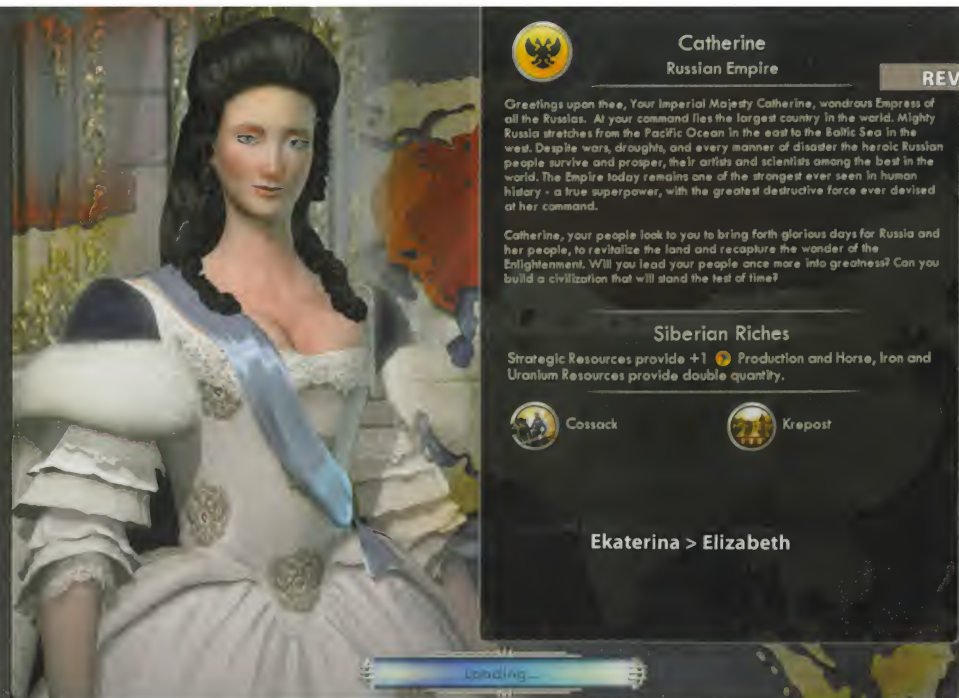 Catherine
Russian Empire
REV
Greetings upon thee, Your Imperial Majesty Catherine, wondrous Empress of
all the Russias. At your command lies the largest country in the world. Mighty
Russia stretches from the Pacific Ocean in the east to the Baltic Sea in the
west. Despite wars, droughts, and every manner of disaster the heroic Russian
people survive and prosper, their artists and scientists among the best in the
world. The Empire today remains one of the strongest ever seen in human
history - a true superpower, with the greatest destructive force ever devised
at her command.
Catherine, your people look to you to bring forth glorious days for Russia and
her people, to revitalize the land and recapture the wonder of the
Enlightenment. Will you lead your people once more into greatness? Can you
build a civilization that will stand the test of time?
Siberian Riches
Strategic Resources provide +1 Production and Horse, Iron and
Uranium Resources provide double quantity.
Cossack
Krepost
Ekaterina > Elizabeth
Loading...